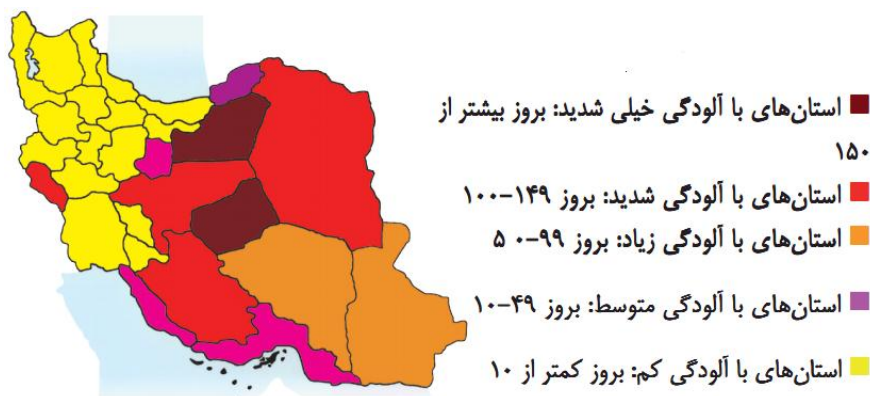 استان‌های با آلودگی خیلی شدید: بروز بیشتر از
۱۵۰
استان‌های با آلودگی شدید: بروز ۱۴۹-۱۰۰
استان‌های با آلودگی زیاد: بروز ۹۹-۵۰
استان‌های با آلودگی متوسط: بروز ۴۹-۱۰
استان‌های با آلودگی کم: بروز کمتر از ۱۰